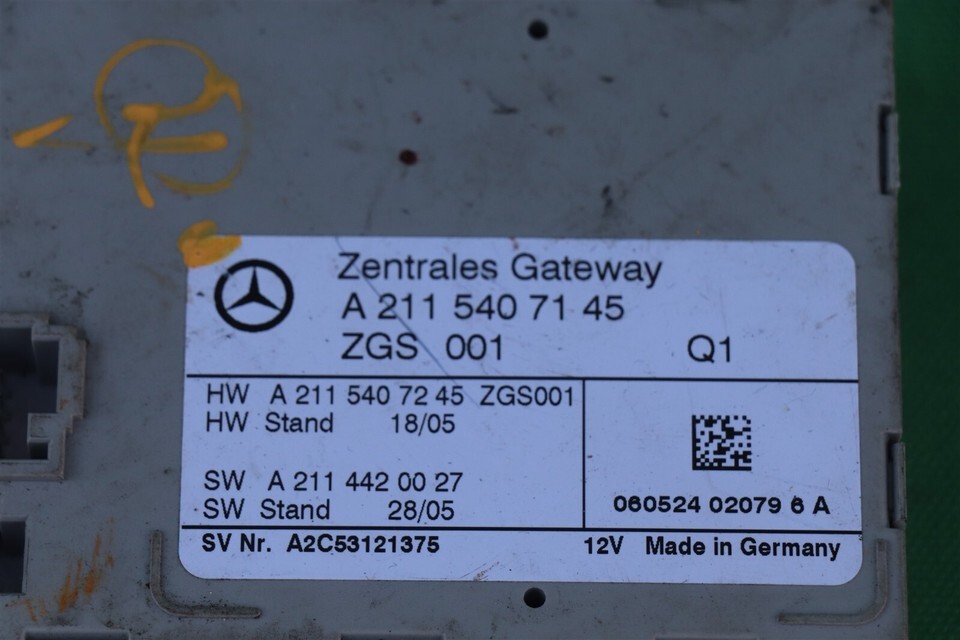 Zentrales Gateway
A 211 540 71 45
ZGS 001 Q1
HW A 211 540 72 45 ZGS001
HW Stand 18/05
SW A 211 442 00 27
SW Stand 28/05
060524 02079 6 A
SV Nr. A2C53121375 12V Made in Germany